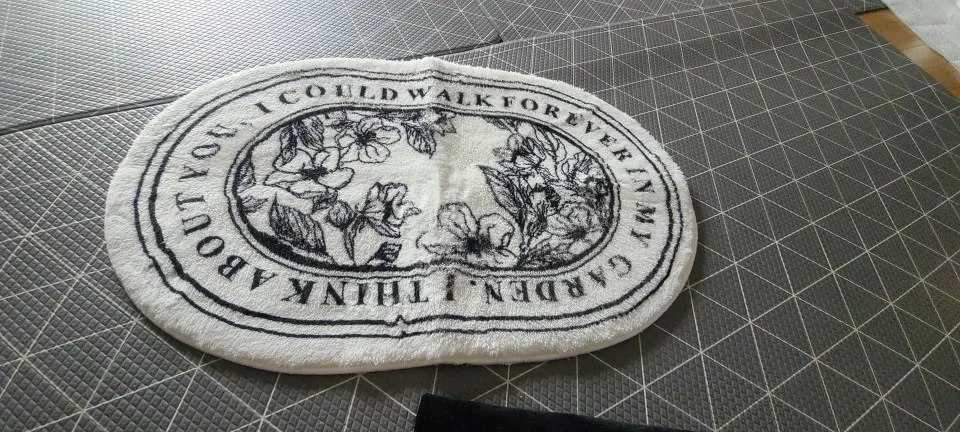 I THINK ABOUT YOU, I COULD WALK FOREVER IN MY GARDEN.